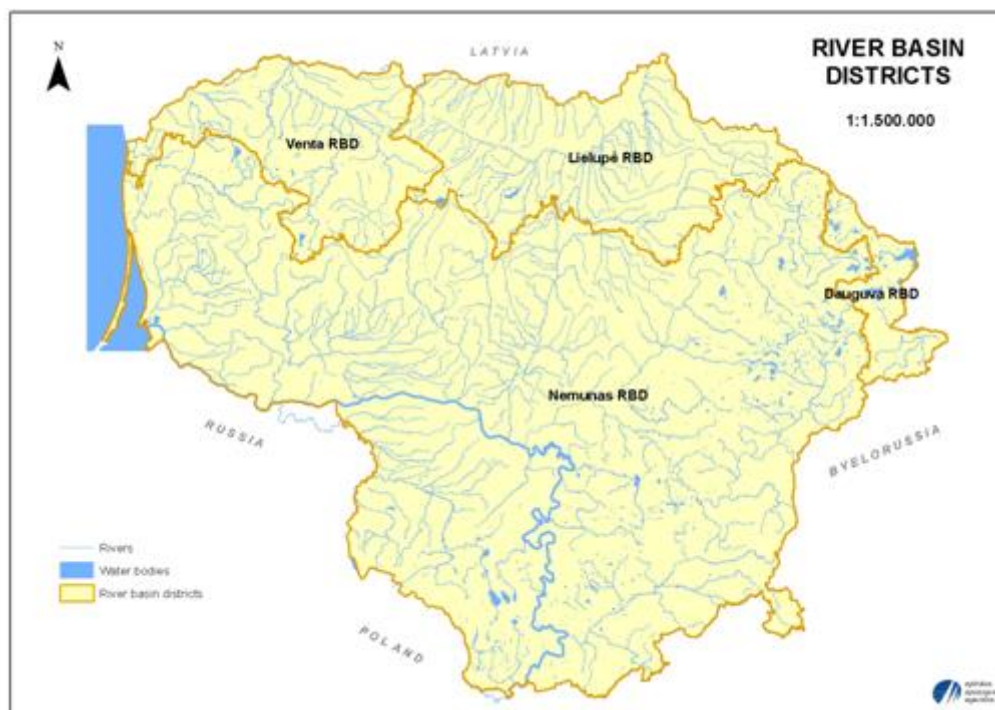 N
LATVIA
RIVER BASIN
DISTRICTS
1:1.500.000
Venta RBD
Lielupė RBD
Dauguva RBD
Nemunas RBD
RUSSIA
BYELORUSSIA
POLAND
Rivers
Water bodies
River basin districts